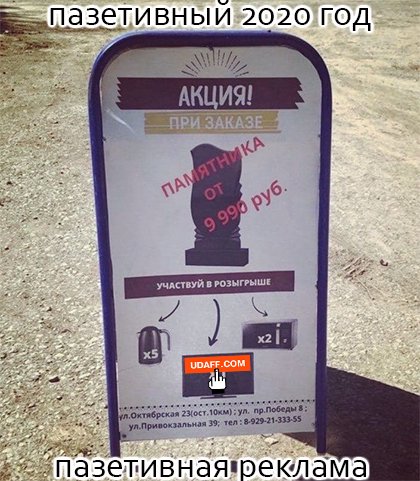 пазетивный 2020 год
АКЦИЯ!
ПРИ ЗАКАЗЕ
ПАМЯТНИКА
ОТ
9 990 руб.
УЧАСТВУЙ В РОЗЫГРЫШЕ
x5
x2
UDAFF.COM
ул.Октябрская 23(ост.10км) ; ул. пр.Победы 8 ;
ул.Привокзальная 39; тел : 8-929-21-333-55
пазетивная реклама